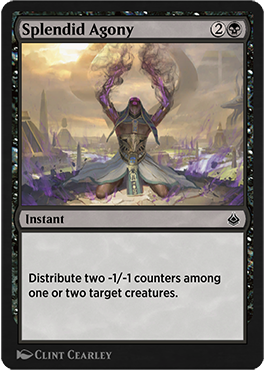 Splendid Agony 2
Instant
Distribute two -1/-1 counters among
one or two target creatures.
CLINT CEARLEY